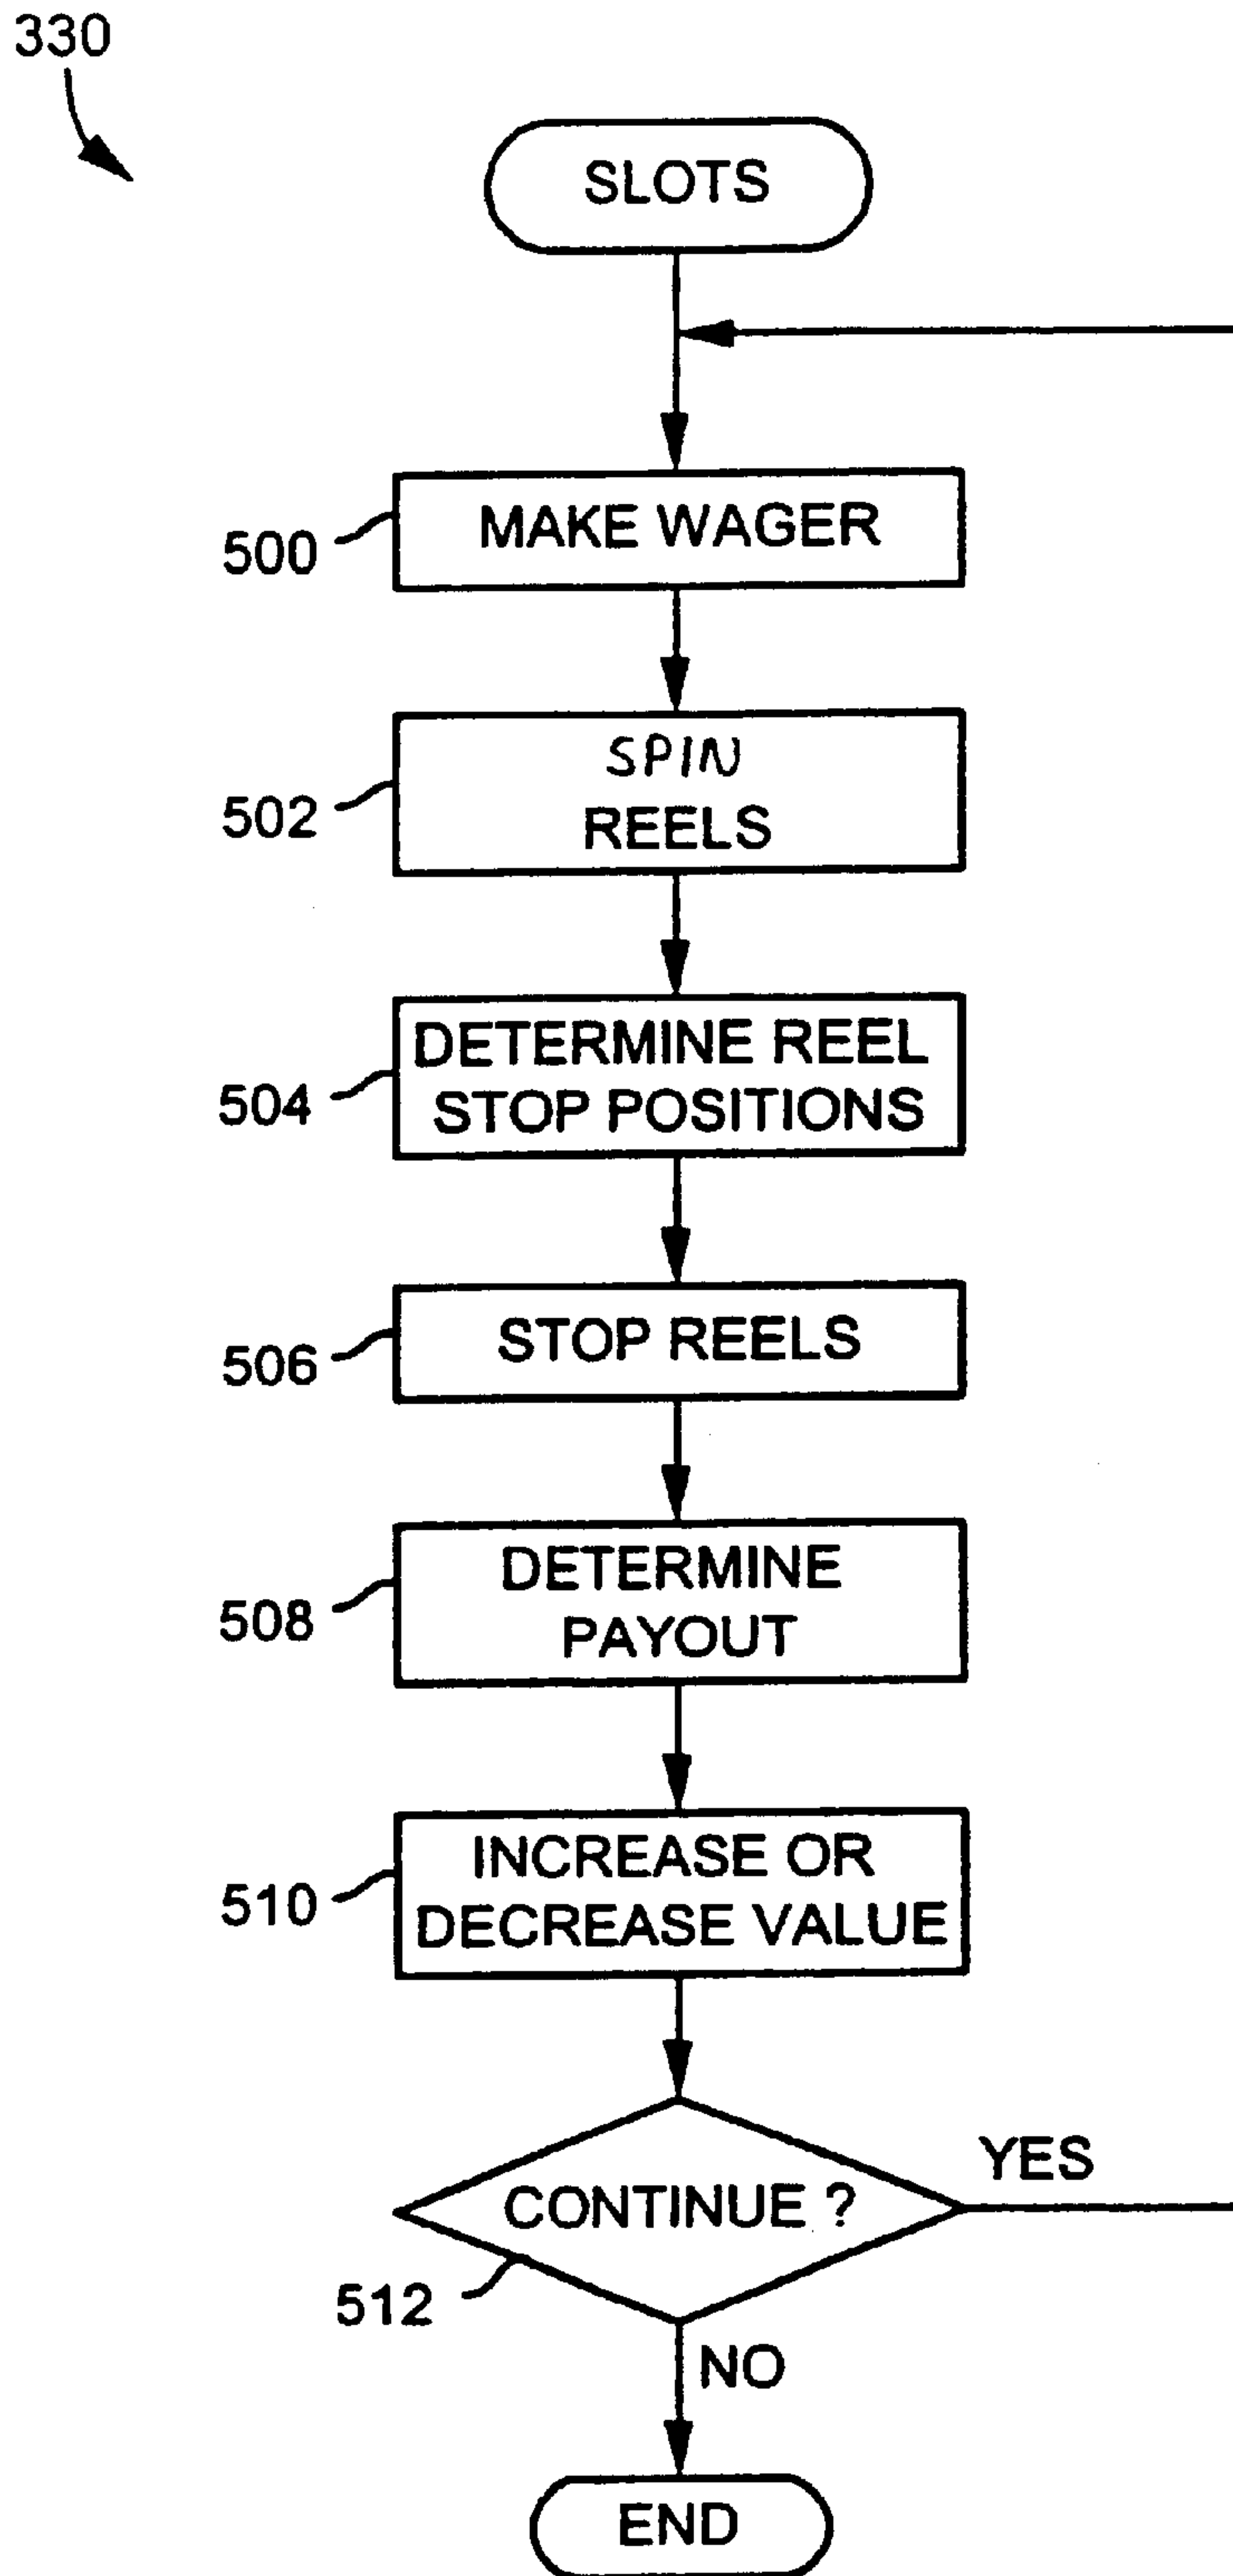 330
SLOTS
500
MAKE WAGER
502
SPIN
REELS
504
DETERMINE REEL
STOP POSITIONS
506
STOP REELS
508
DETERMINE
PAYOUT
510
INCREASE OR
DECREASE VALUE
CONTINUE ?
YES
512
NO
END